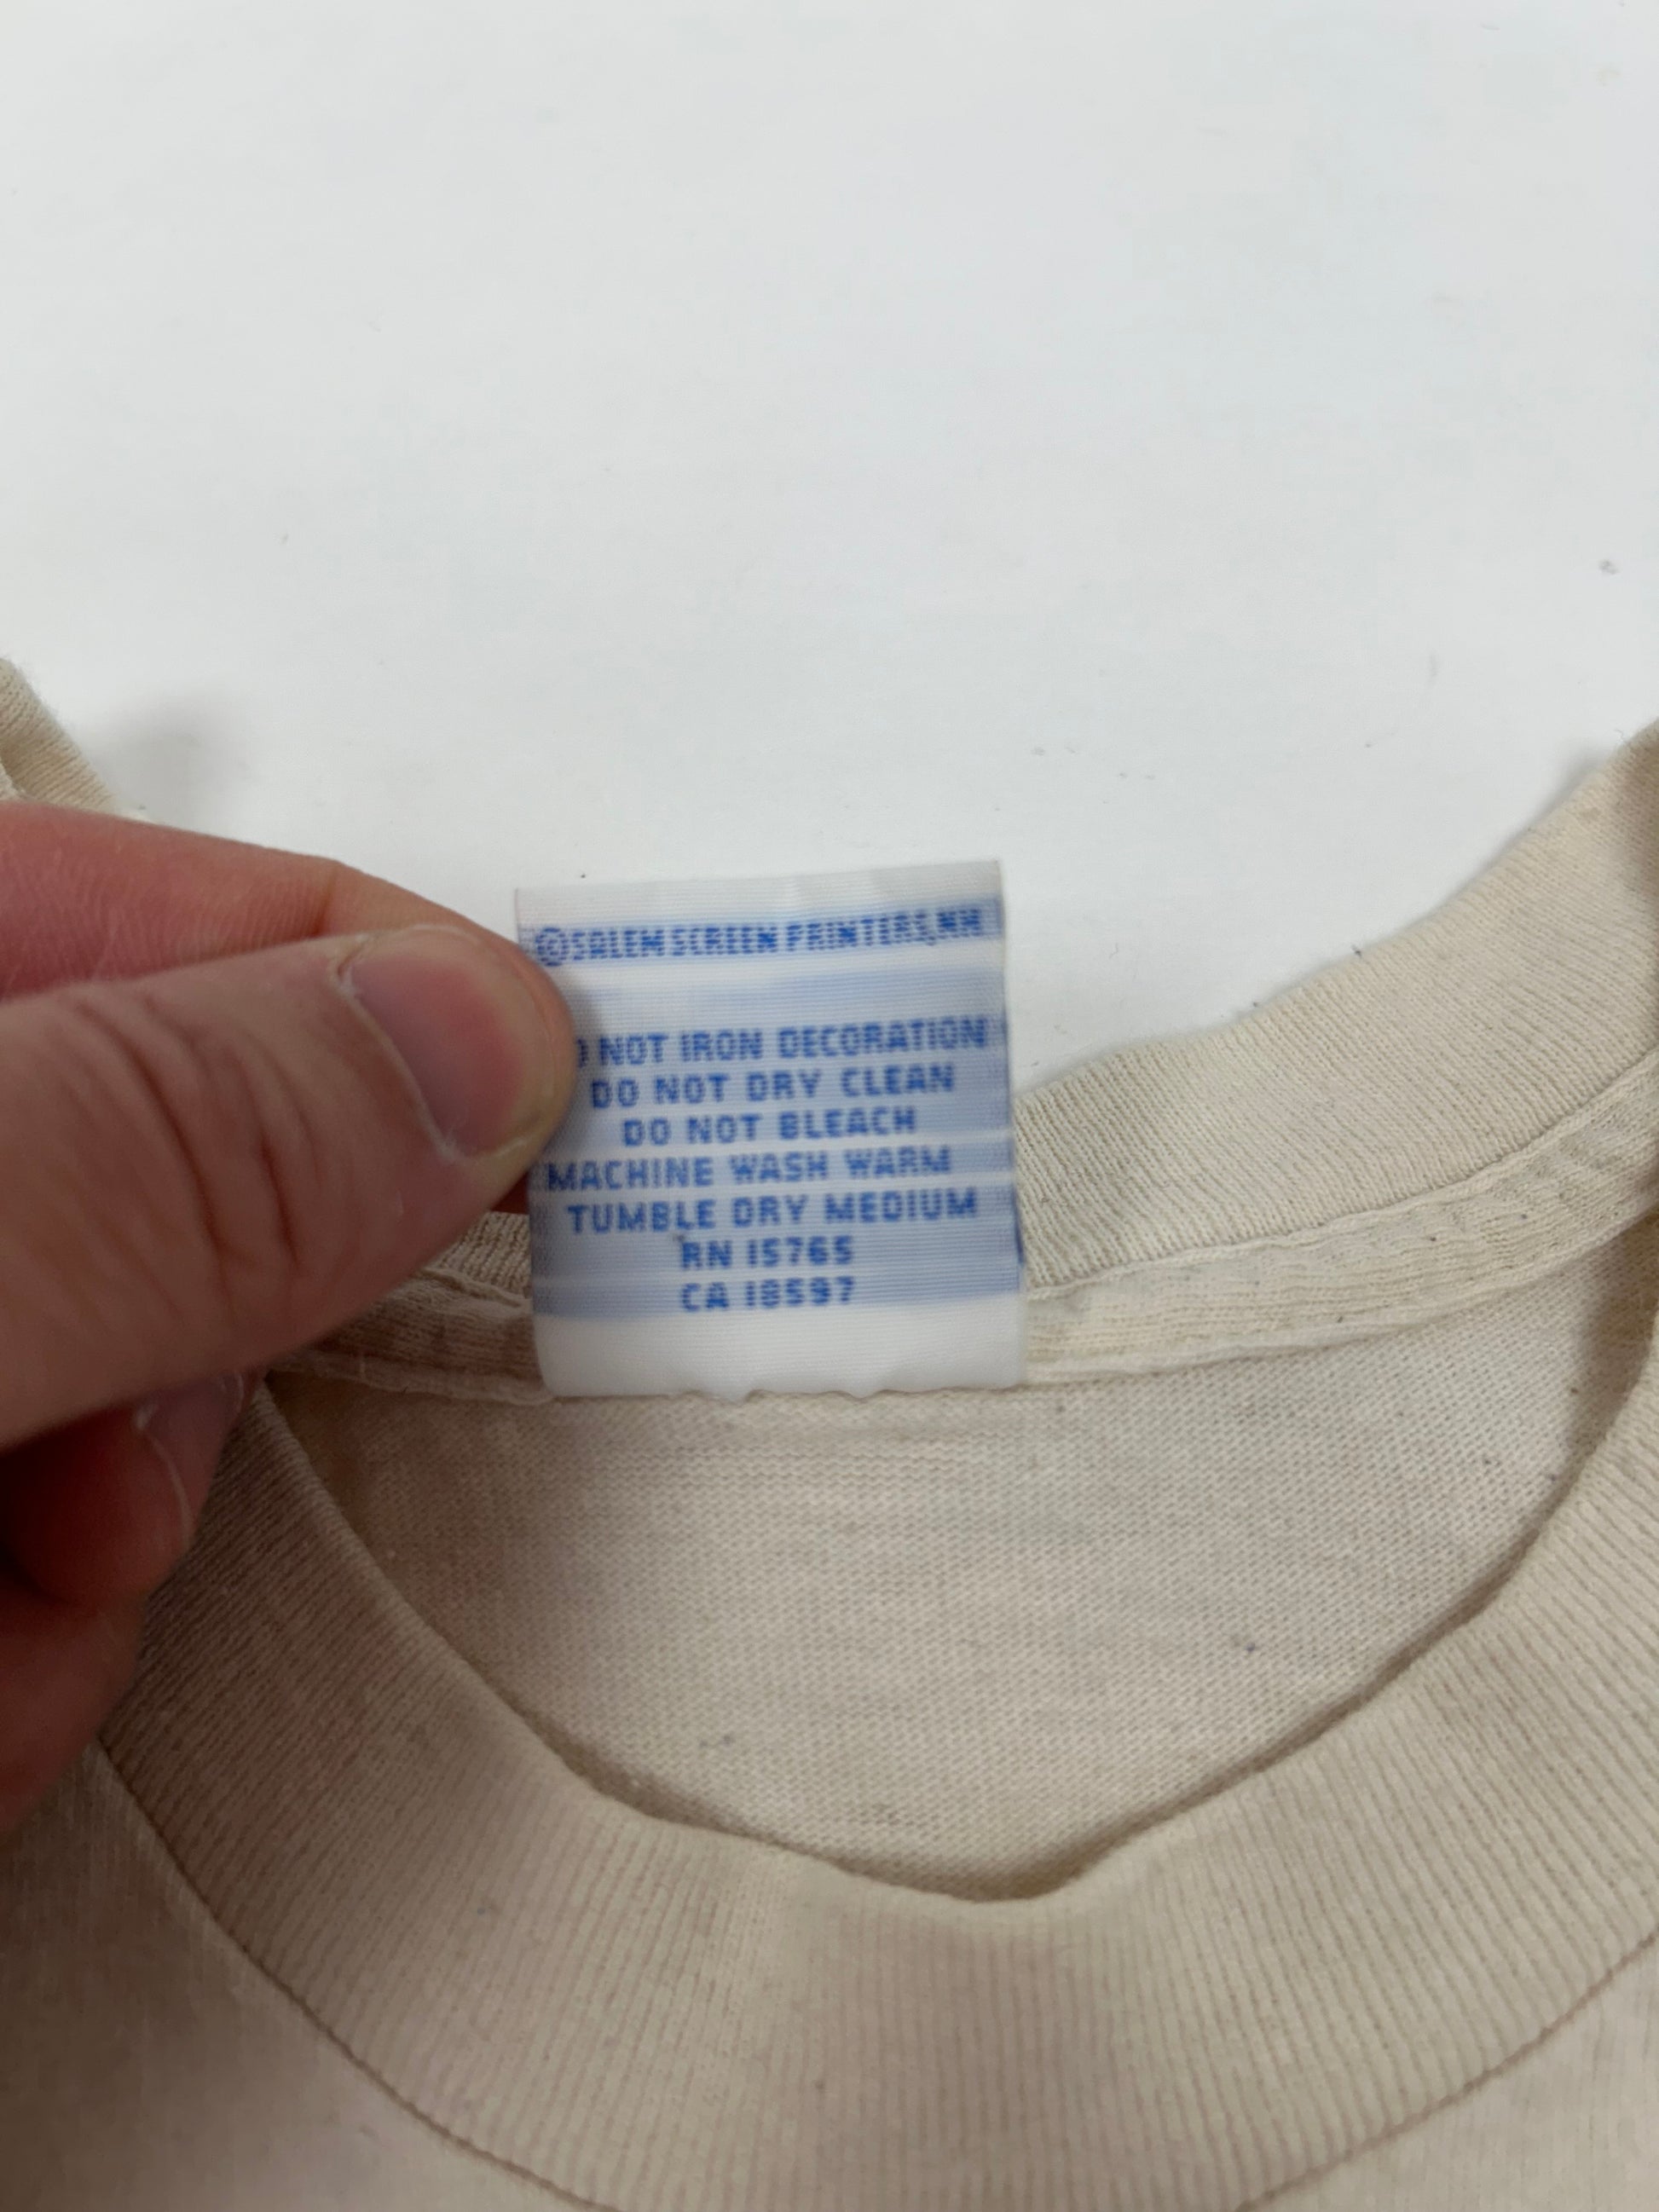 ©SALEM SCREEN PRINTERS, NH
NOT IRON DECORATION
DO NOT DRY CLEAN
DO NOT BLEACH
MACHINE WASH WARM
TUMBLE DRY MEDIUM
RN 15765
CA 18597